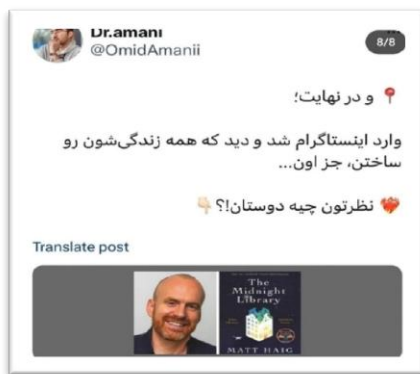 Dr.amani
@OmidAmanii
8/8
📍 و در نهایت؛
وارد اینستاگرام شد و دید که همه زندگی‌شون رو
ساختن، جز اون...
❤️‍🔥 نظرتون چیه دوستان!؟ 👇🏻
Translate post
The
Midnight
Library
MATT HAIG